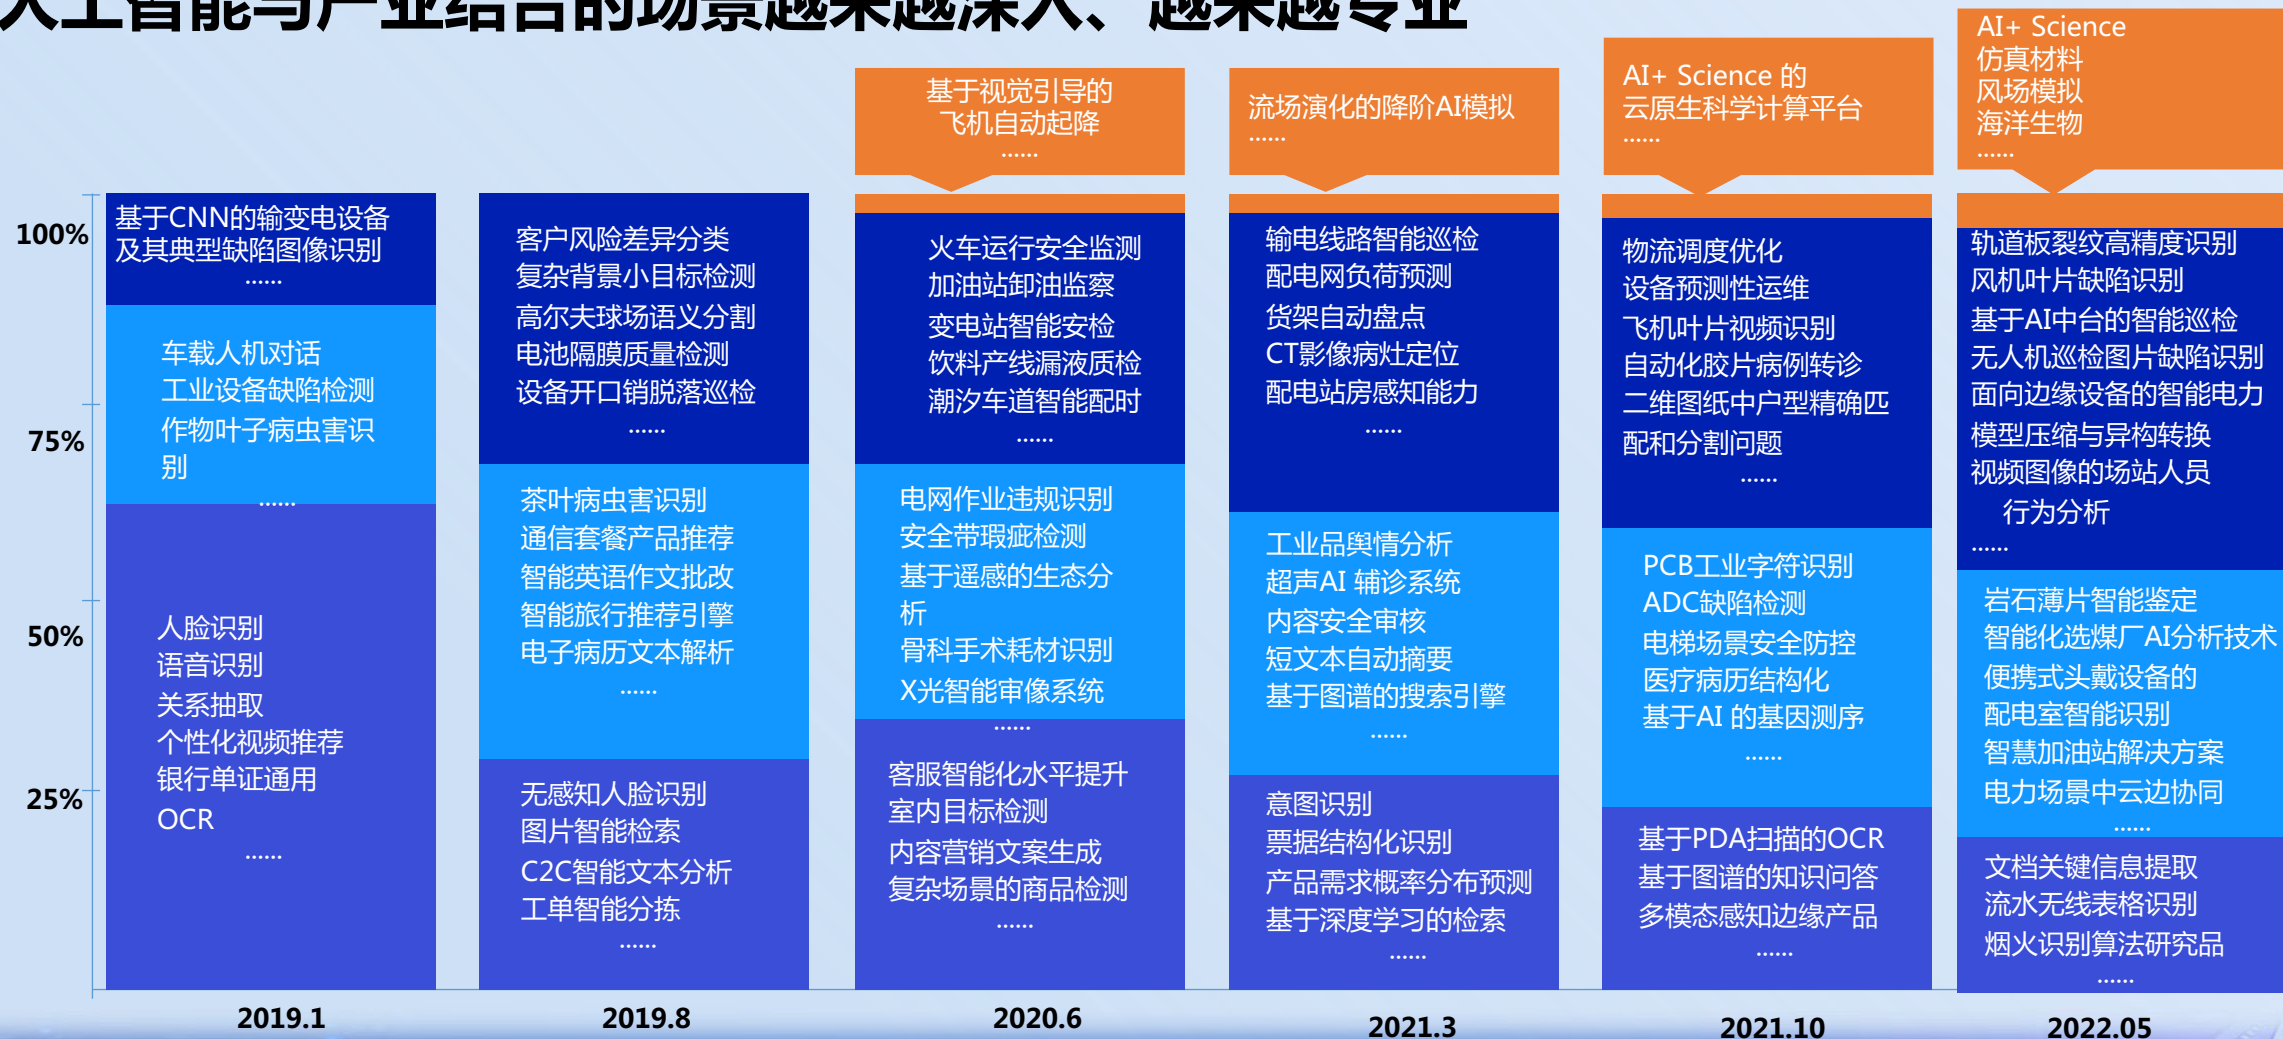 人工智能与产业结合的场景越来越深入、越来越专业
基于视觉引导的
飞机自动起降
......
流场演化的降阶AI模拟
......
AI+ Science 的
云原生科学计算平台
......
AI+ Science
仿真材料
风场模拟
海洋生物
......
100%
75%
50%
25%
基于CNN的输变电设备
及其典型缺陷图像识别
......
车载人机对话
工业设备缺陷检测
作物叶子病虫害识
别
......
人脸识别
语音识别
关系抽取
个性化视频推荐
银行单证通用
OCR
......
2019.1
客户风险差异分类
复杂背景小目标检测
高尔夫球场语义分割
电池隔膜质量检测
设备开口销脱落巡检
......
茶叶病虫害识别
通信套餐产品推荐
智能英语作文批改
智能旅行推荐引擎
电子病历文本解析
......
无感知人脸识别
图片智能检索
C2C智能文本分析
工单智能分拣
......
2019.8
火车运行安全监测
加油站卸油监察
变电站智能安检
饮料产线漏液质检
潮汐车道智能配时
......
电网作业违规识别
安全带瑕疵检测
基于遥感的生态分
析
骨科手术耗材识别
X光智能审像系统
......
客服智能化水平提升
室内目标检测
内容营销文案生成
复杂场景的商品检测
......
2020.6
输电线路智能巡检
配电网负荷预测
货架自动盘点
CT影像病灶定位
配电站房感知能力
......
工业品舆情分析
超声AI 辅诊系统
内容安全审核
短文本自动摘要
基于图谱的搜索引擎
......
意图识别
票据结构化识别
产品需求概率分布预测
基于深度学习的检索
......
2021.3
物流调度优化
设备预测性运维
飞机叶片视频识别
自动化胶片病例转诊
二维图纸中户型精确匹
配和分割问题
......
PCB工业字符识别
ADC缺陷检测
电梯场景安全防控
医疗病历结构化
基于AI 的基因测序
......
基于PDA扫描的OCR
基于图谱的知识问答
多模态感知边缘产品
......
2021.10
轨道板裂纹高精度识别
风机叶片缺陷识别
基于AI中台的智能巡检
无人机巡检图片缺陷识别
面向边缘设备的智能电力
模型压缩与异构转换
视频图像的场站人员
行为分析
......
岩石薄片智能鉴定
智能化选煤厂AI分析技术
便携式头戴设备的
配电室智能识别
智慧加油站解决方案
电力场景中云边协同
......
文档关键信息提取
流水无线表格识别
烟火识别算法研究品
......
2022.05